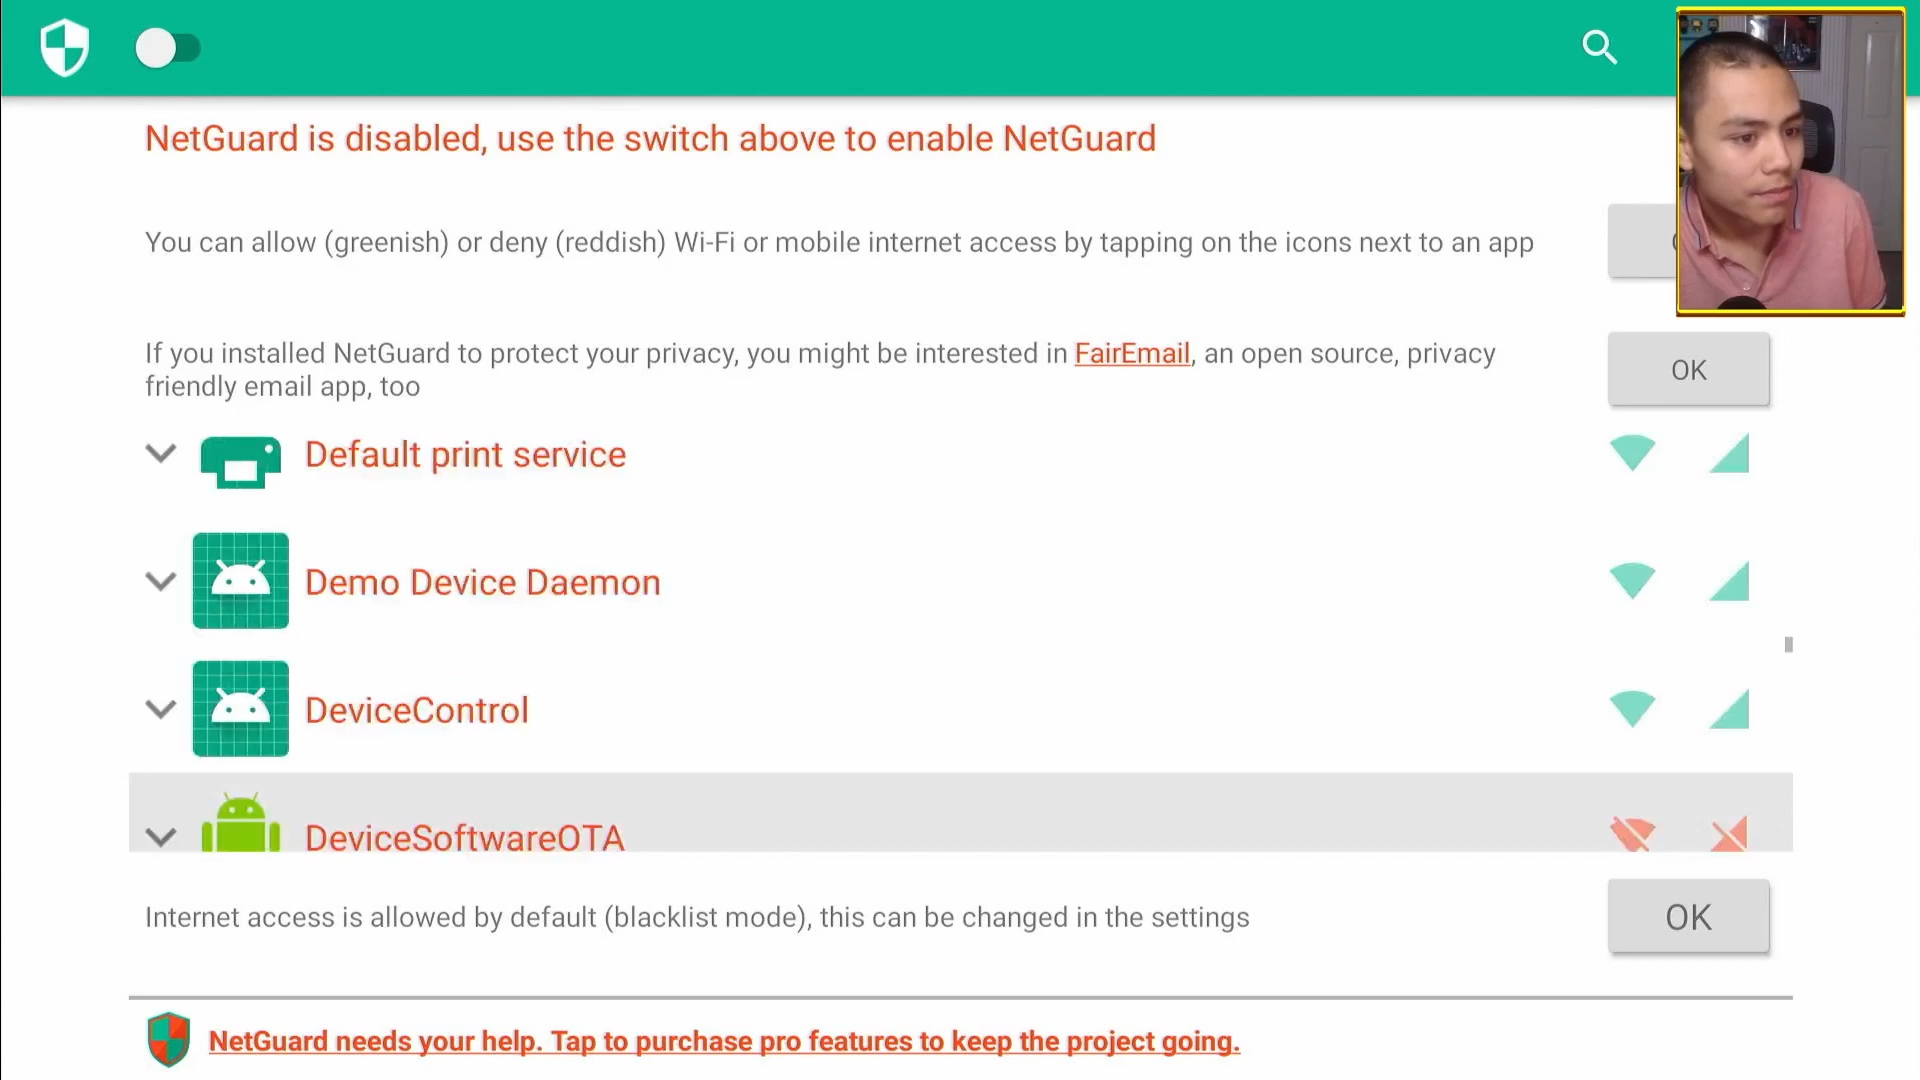 NetGuard is disabled, use the switch above to enable NetGuard
You can allow (greenish) or deny (reddish) Wi-Fi or mobile internet access by tapping on the icons next to an app
If you installed NetGuard to protect your privacy, you might be interested in FairEmail, an open source, privacy
friendly email app, too
OK
Default print service
Demo Device Daemon
DeviceControl
DeviceSoftwareOTA
Internet access is allowed by default (blacklist mode), this can be changed in the settings
OK
NetGuard needs your help. Tap to purchase pro features to keep the project going.